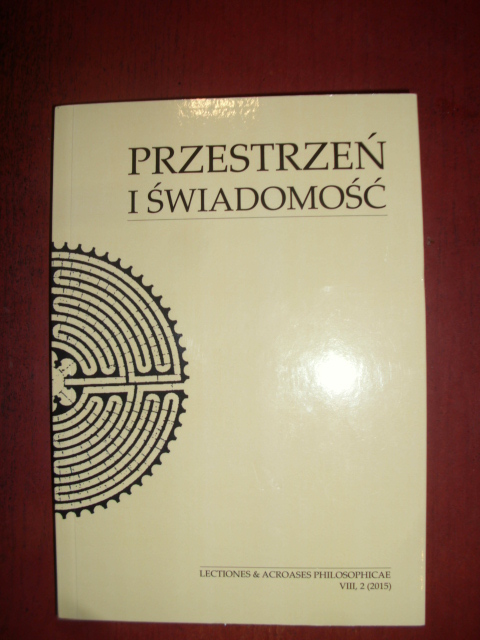 PRZESTRZEŃ
I ŚWIADOMOŚĆ
LECTIONES & ACROASES PHILOSOPHICAE
VIII, 2 (2015)